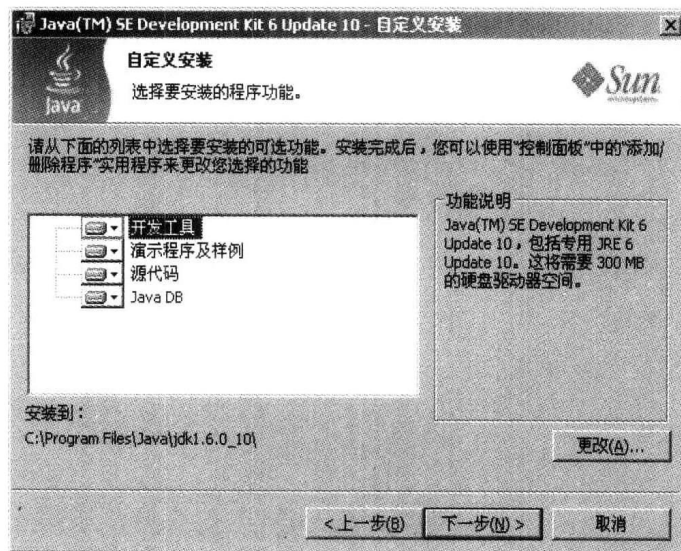 Java(TM) SE Development Kit 6 Update 10 - 自定义安装
自定义安装
选择要安装的程序功能。
Java
Sun
microsystems
请从下面的列表中选择要安装的可选功能。安装完成后，您可以使用“控制面板”中的“添加/
删除程序”实用程序来更改您选择的功能
开发工具
演示程序及样例
源代码
Java DB
功能说明
Java(TM) SE Development Kit 6
Update 10，包括专用 JRE 6
Update 10。这将需要 300 MB
的硬盘驱动器空间。
安装到：
C:\Program Files\Java\jdk1.6.0_10\
更改(A)...
<上一步(B)
下一步(N) >
取消